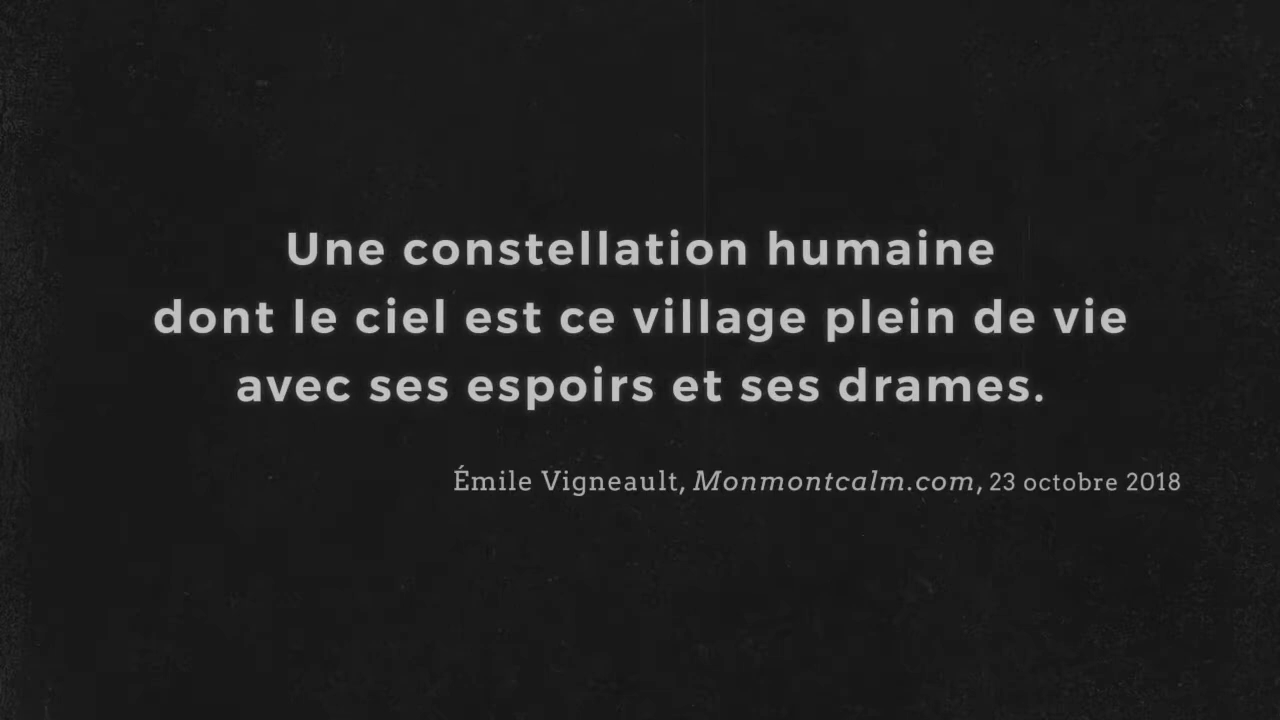 Une constellation humaine
dont le ciel est ce village plein de vie
avec ses espoirs et ses drames.
Émile Vigneault, Monmontcalm.com, 23 octobre 2018